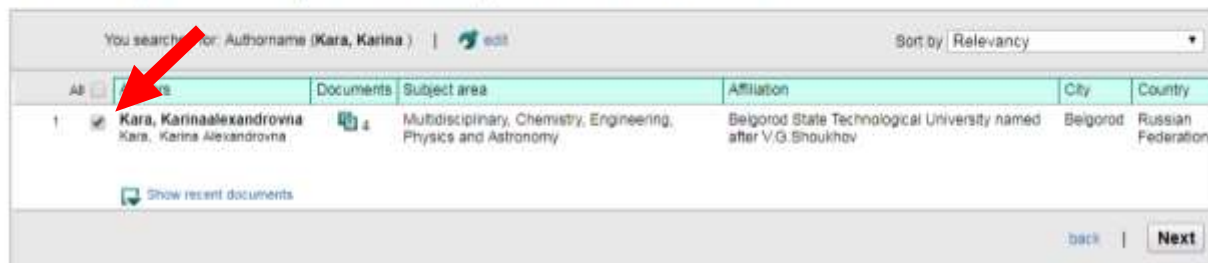 You searched for: Authorname (Kara, Karina ) | edit
Sort by Relevancy
All Documents Subject area Affiliation City Country
1 Kara, Karinaalexandrovna 4 Multidisciplinary, Chemistry, Engineering, Belgorod State Technological University named Belgorod Russian
Kara, Karina Alexandrovna Physics and Astronomy after V.G.Shoukhov Federation
Show recent documents
back | Next